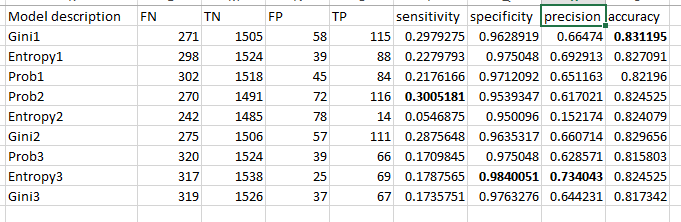 Model description FN TN FP TP sensitivity specificity precision accuracy
Gini1 271 1505 58 115 0.2979275 0.9628919 0.66474 0.831195
Entropy1 298 1524 39 88 0.2279793 0.975048 0.692913 0.827091
Prob1 302 1518 45 84 0.2176166 0.9712092 0.651163 0.82196
Prob2 270 1491 72 116 0.3005181 0.9539347 0.617021 0.824525
Entropy2 242 1485 78 14 0.0546875 0.950096 0.152174 0.824079
Gini2 275 1506 57 111 0.2875648 0.9635317 0.660714 0.829656
Prob3 320 1524 39 66 0.1709845 0.975048 0.628571 0.815803
Entropy3 317 1538 25 69 0.1787565 0.9840051 0.734043 0.824525
Gini3 319 1526 37 67 0.1735751 0.9763276 0.644231 0.817342